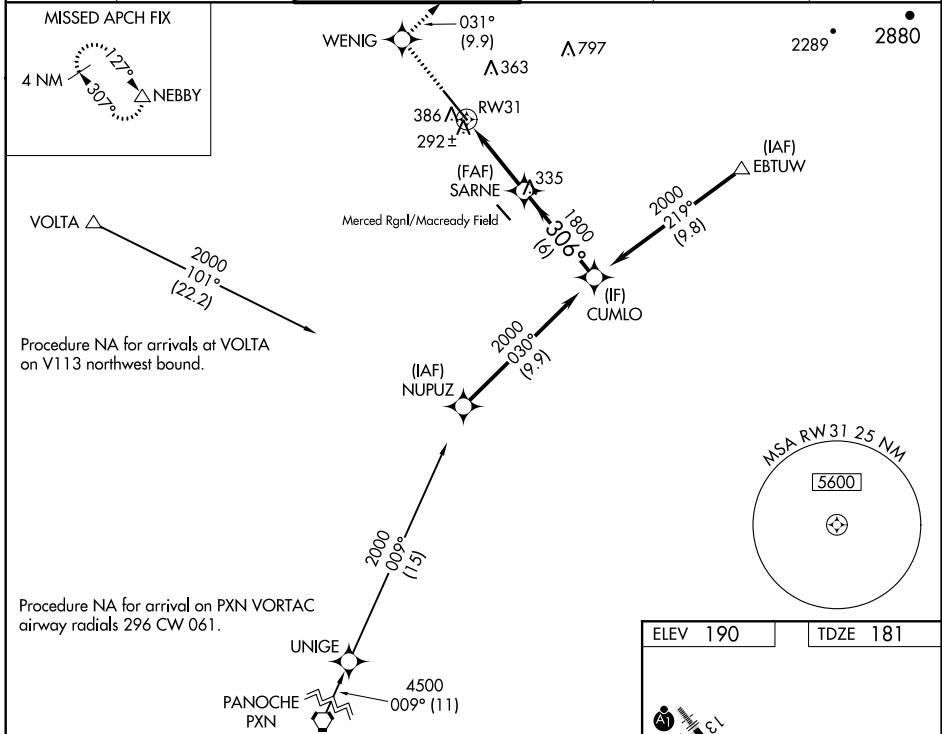 MISSED APCH FIX
4 NM
127°
307°
NEBBY
WENIG
031°
(9.9)
797
363
2289
2880
386
RW31
292±
(FAF)
SARNE
335
(IAF)
EBTUW
Merced Rgnl/Macready Field
1800
306°
(6)
2000
219°
(9.8)
VOLTA
2000
101°
(22.2)
(IF)
CUMLO
Procedure NA for arrivals at VOLTA
on V113 northwest bound.
2000
030°
(9.9)
(IAF)
NUPUZ
MSA RW31 25 NM
5600
2000
009°
(15)
Procedure NA for arrival on PXN VORTAC
airway radials 296 CW 061.
UNIGE
PANOCHE
PXN
4500
009° (11)
ELEV 190
TDZE 181
A1
13